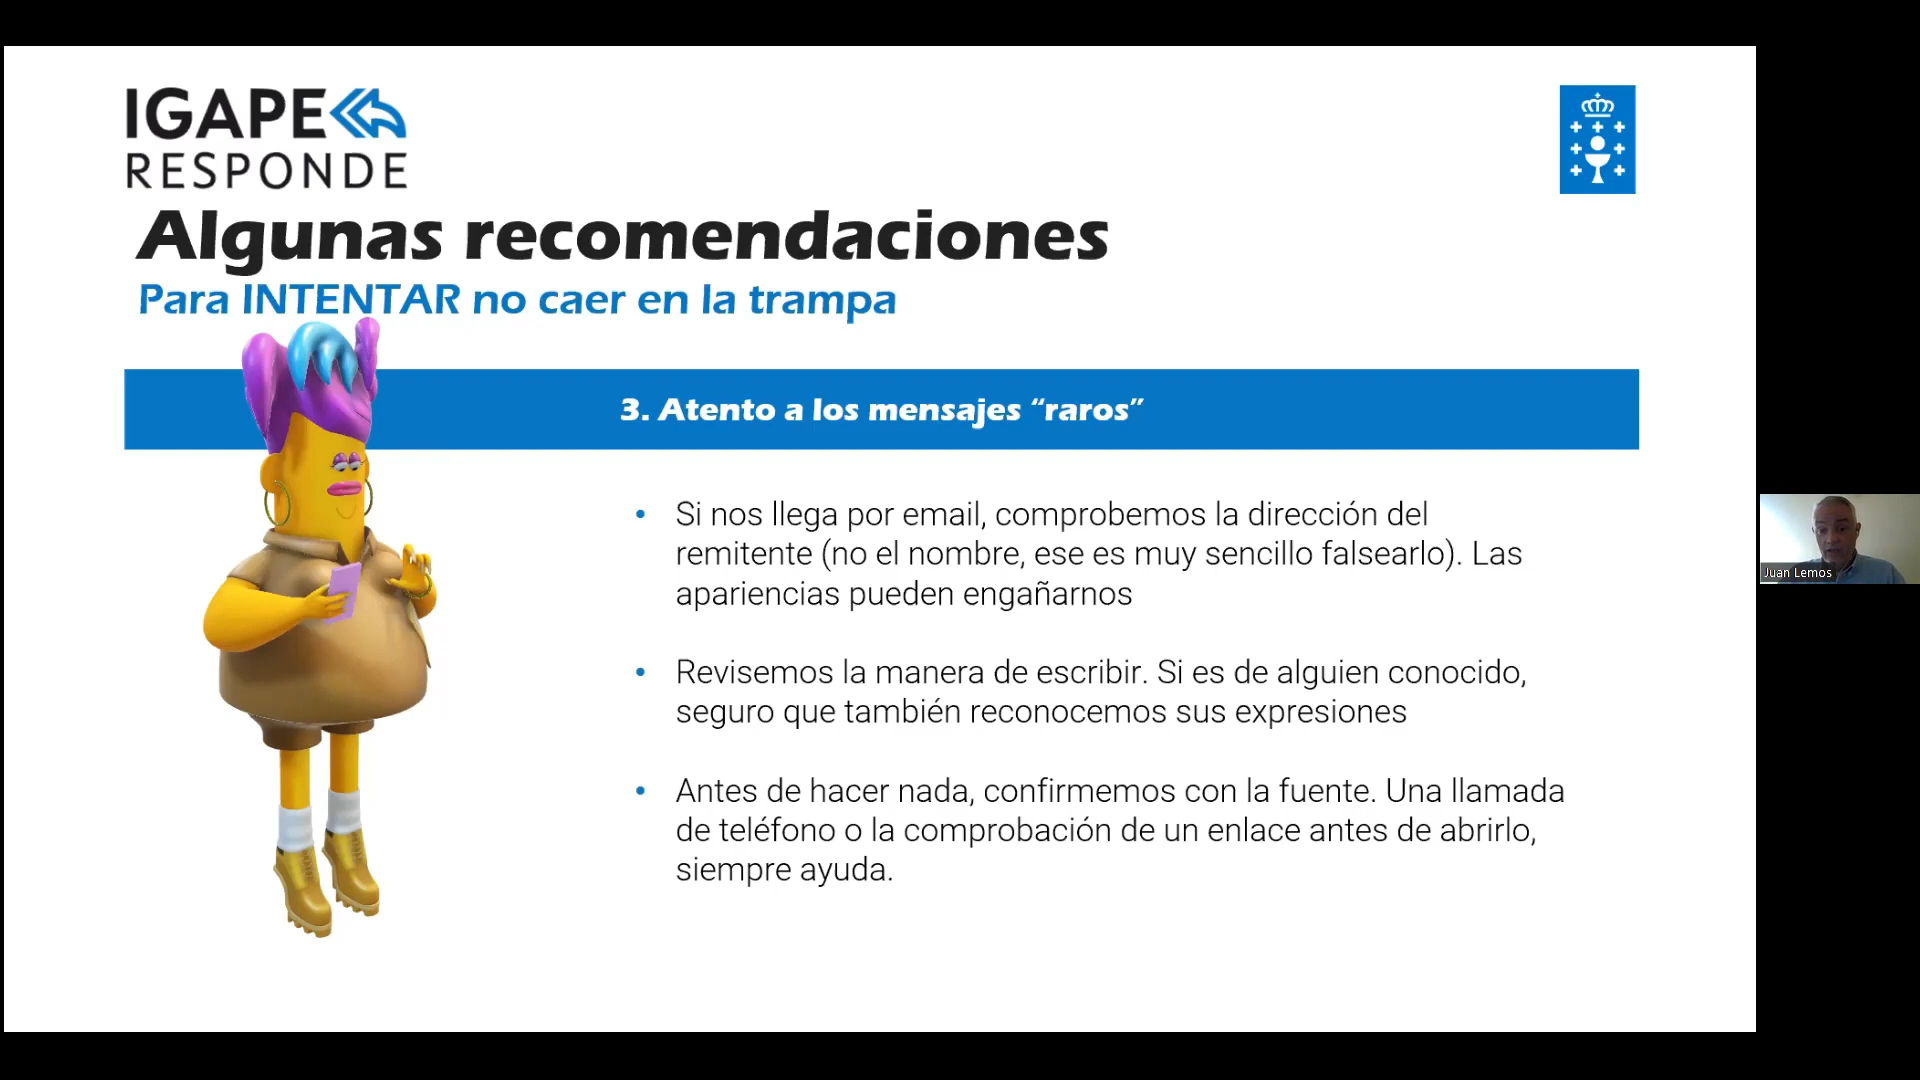 IGAPE
RESPONDE
Algunas recomendaciones
Para INTENTAR no caer en la trampa
3. Atento a los mensajes “raros”
• Si nos llega por email, comprobemos la dirección del
remitente (no el nombre, ese es muy sencillo falsearlo). Las
apariencias pueden engañarnos
• Revisemos la manera de escribir. Si es de alguien conocido,
seguro que también reconocemos sus expresiones
• Antes de hacer nada, confirmemos con la fuente. Una llamada
de teléfono o la comprobación de un enlace antes de abrirlo,
siempre ayuda.
Juan Lemos